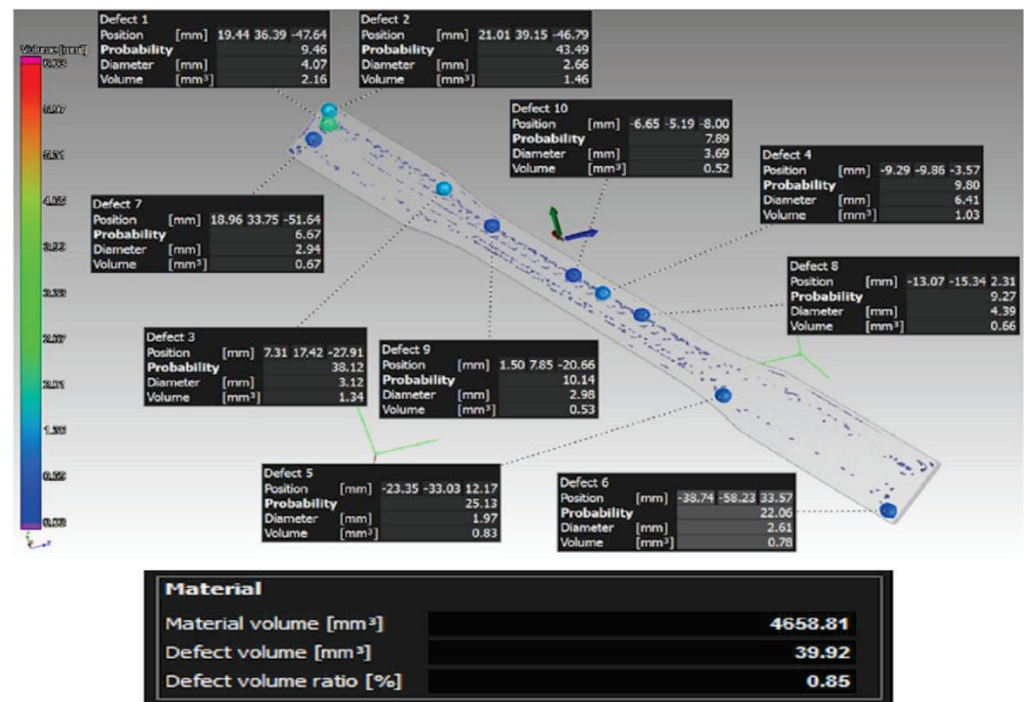 Defect 1
Position [mm] 19.44 36.39 -47.64
Probability 9.46
Diameter [mm] 4.07
Volume [mm³] 2.16
Defect 2
Position [mm] 21.01 39.15 -46.79
Probability 43.49
Diameter [mm] 2.66
Volume [mm³] 1.46
Volume [mm³]
Defect 10
Position [mm] -6.65 -5.19 -8.00
Probability 7.89
Diameter [mm] 3.69
Volume [mm³] 0.52
Defect 4
Position [mm] -9.29 -9.86 -3.57
Probability 9.80
Diameter [mm] 6.41
Volume [mm³] 1.03
Defect 7
Position [mm] 18.96 33.75 -51.64
Probability 6.67
Diameter [mm] 2.94
Volume [mm³] 0.67
Defect 8
Position [mm] -13.07 -15.34 2.31
Probability 9.27
Diameter [mm] 4.39
Volume [mm³] 0.66
Defect 3
Position [mm] 7.31 17.42 -27.91
Probability 38.12
Diameter [mm] 3.12
Volume [mm³] 1.34
Defect 9
Position [mm] 1.50 7.85 -20.66
Probability 10.14
Diameter [mm] 2.98
Volume [mm³] 0.53
Defect 5
Position [mm] -23.35 -33.03 12.17
Probability 25.13
Diameter [mm] 1.97
Volume [mm³] 0.83
Defect 6
Position [mm] -38.74 -58.23 33.57
Probability 22.06
Diameter [mm] 2.61
Volume [mm³] 0.78
Material
Material volume [mm³] 4658.81
Defect volume [mm³] 39.92
Defect volume ratio [%] 0.85